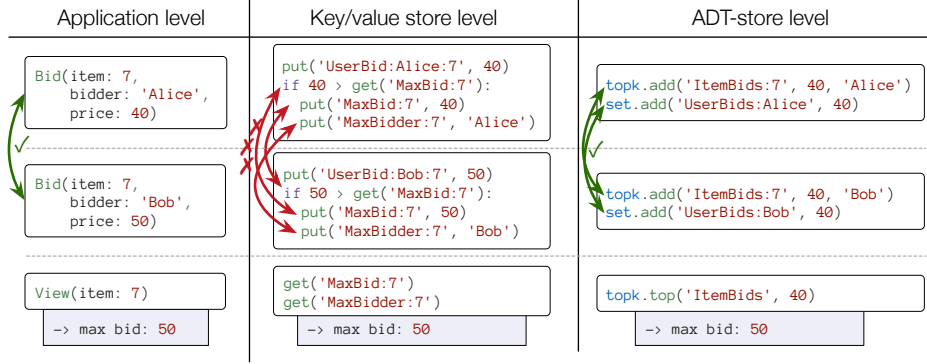 Application level
Bid(item: 7,
bidder: 'Alice',
price: 40)
✓
Bid(item: 7,
bidder: 'Bob',
price: 50)
View(item: 7)
-> max bid: 50
Key/value store level
put('UserBid:Alice:7', 40)
if 40 > get('MaxBid:7'):
put('MaxBid:7', 40)
put('MaxBidder:7', 'Alice')
✗
✗
✗
put('UserBid:Bob:7', 50)
if 50 > get('MaxBid:7'):
put('MaxBid:7', 50)
put('MaxBidder:7', 'Bob')
get('MaxBid:7')
get('MaxBidder:7')
-> max bid: 50
ADT-store level
topk.add('ItemBids:7', 40, 'Alice')
set.add('UserBids:Alice', 40)
✓
topk.add('ItemBids:7', 40, 'Bob')
set.add('UserBids:Bob', 40)
topk.top('ItemBids', 40)
-> max bid: 50